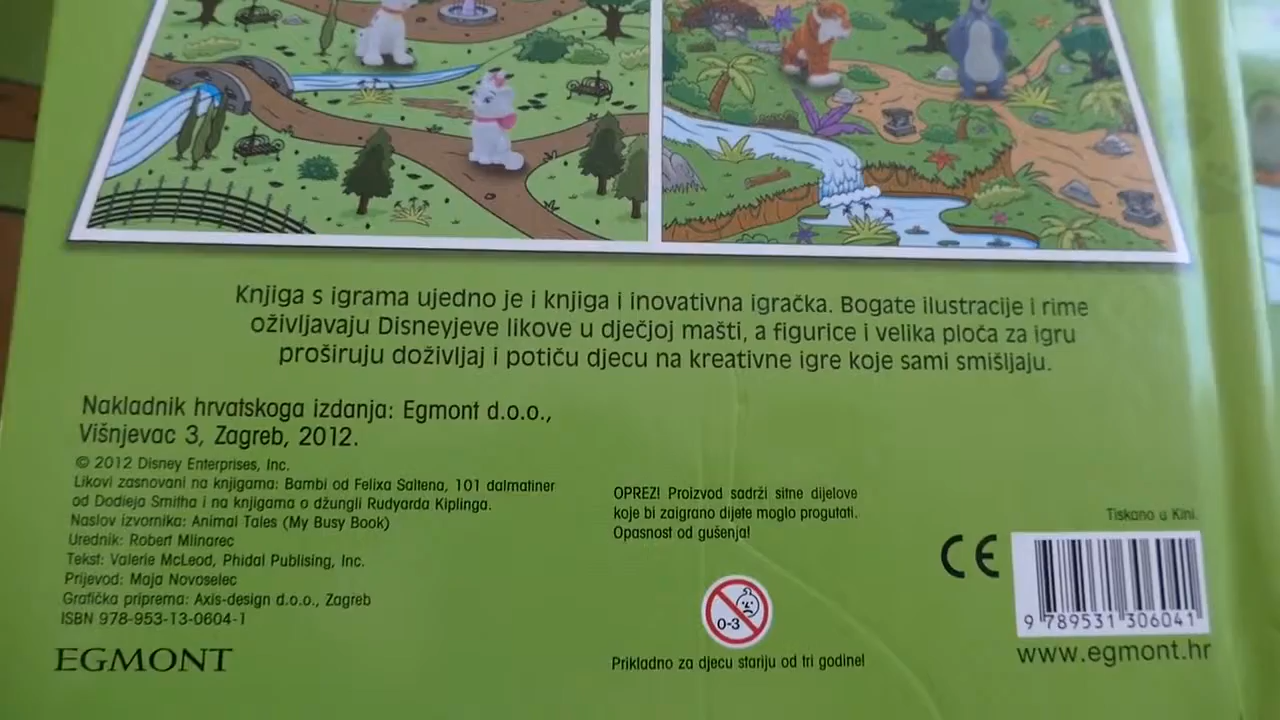 Knjiga s igrama ujedno je i knjiga i inovativna igračka. Bogate ilustracije i rime
oživljavaju Disneyjeve likove u dječjoj mašti, a figurice i velika ploča za igru
proširuju doživljaj i potiču djecu na kreativne igre koje sami smišljaju.
Nakladnik hrvatskoga izdanja: Egmont d.o.o.,
Višnjevac 3, Zagreb, 2012.
© 2012 Disney Enterprises, Inc.
Likovi zasnovani na knjigama: Bambi od Felixa Saltena, 101 dalmatiner
od Dodieja Smitha i na knjigama o džungli Rudyarda Kiplinga.
Naslov izvornika: Animal Tales (My Busy Book)
Urednik: Robert Mlinarec
Tekst: Valerie McLeod, Phidal Publising, Inc.
Prijevod: Maja Novoselec
Grafička priprema: Axis-design d.o.o., Zagreb
ISBN 978-953-13-0604-1
EGMONT
OPREZ! Proizvod sadrži sitne dijelove
koje bi zaigrano dijete moglo progutati.
Opasnost od gušenja!
0-3
Prikladno za djecu stariju od tri godine!
Tiskano u Kini.
CE
9 789531 306041
www.egmont.hr